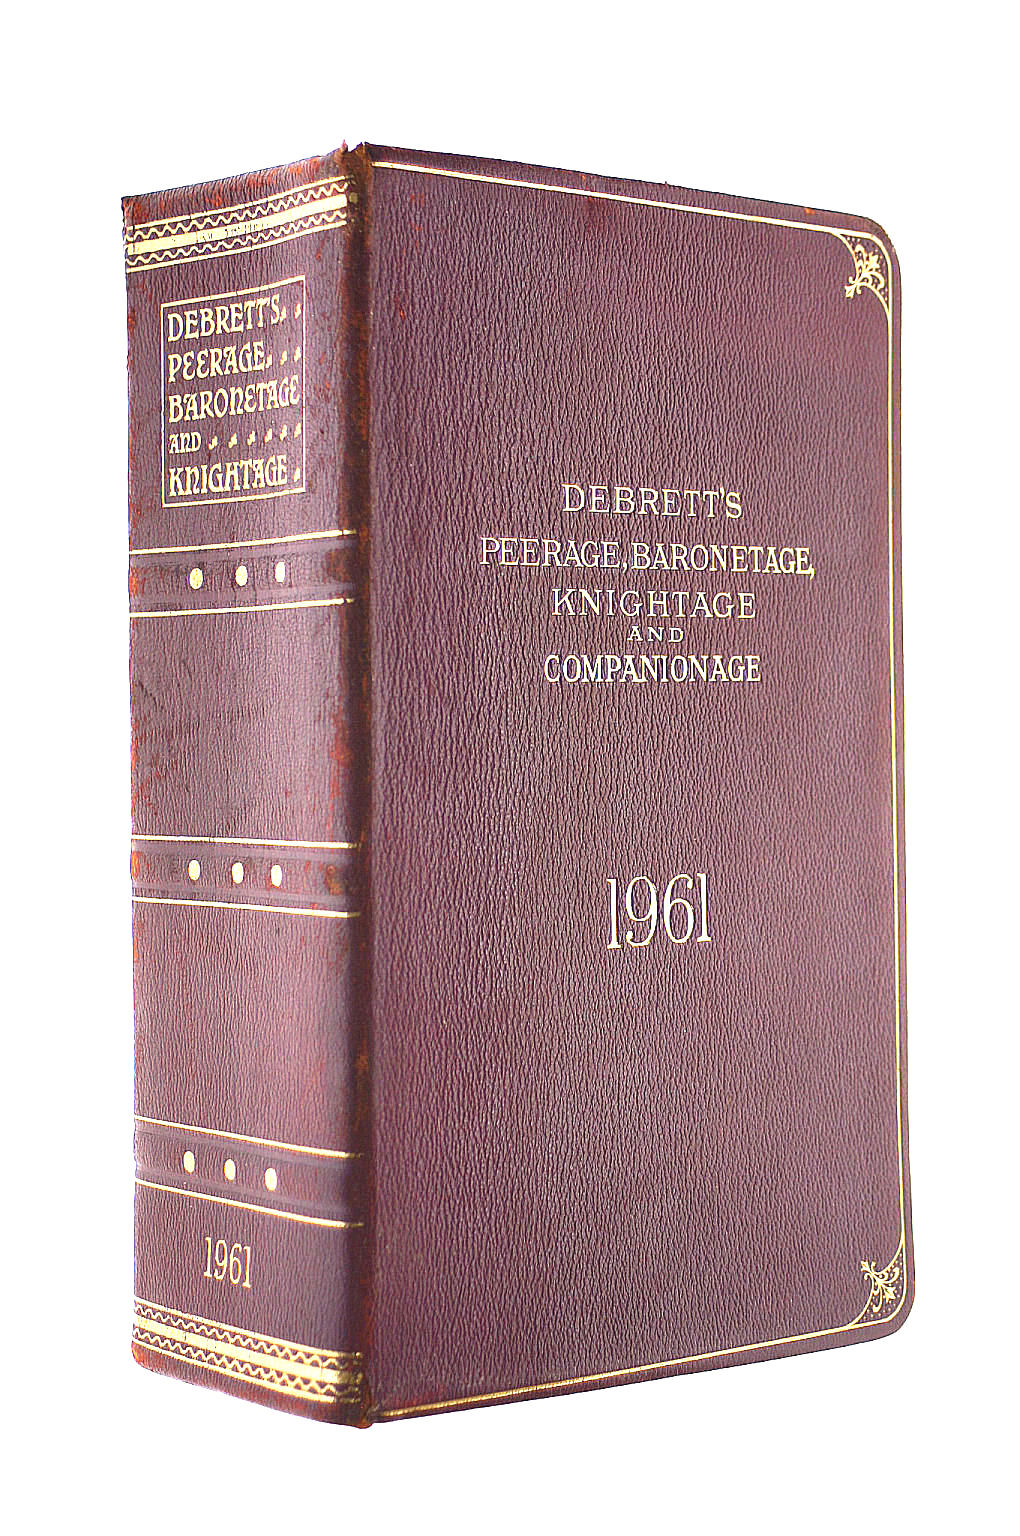 DEBRETT'S
PEERAGE
BARONETAGE
AND
KNIGHTAGE
1961
DEBRETT'S
PEERAGE, BARONETAGE,
KNIGHTAGE
AND
COMPANIONAGE
1961